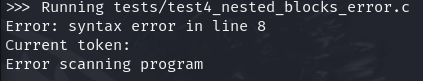 >>> Running tests/test4_nested_blocks_error.c
Error: syntax error in line 8
Current token:
Error scanning program